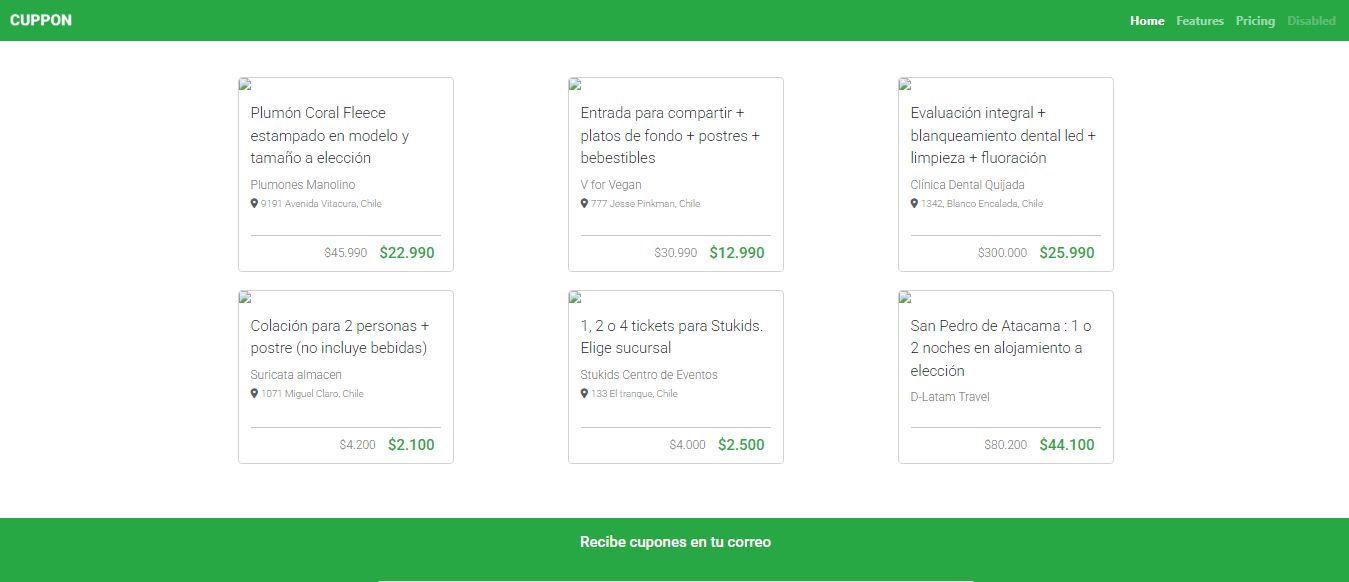 CUPPON
Home Features Pricing Disabled
Plumón Coral Fleece
estampado en modelo y
tamaño a elección
Plumones Manolino
9191 Avenida Vitacura, Chile
$45.990 $22.990
Entrada para compartir +
platos de fondo + postres +
bebestibles
V for Vegan
777 Jesse Pinkman, Chile
$30.990 $12.990
Evaluación integral +
blanqueamiento dental led +
limpieza + fluoración
Clínica Dental Quijada
1342, Blanco Encalada, Chile
$300.000 $25.990
Colación para 2 personas +
postre (no incluye bebidas)
Suricata almacen
1071 Miguel Claro, Chile
$4.200 $2.100
1, 2 o 4 tickets para Stukids.
Elige sucursal
Stukids Centro de Eventos
133 El tranque, Chile
$4.000 $2.500
San Pedro de Atacama : 1 o
2 noches en alojamiento a
elección
D-Latam Travel
$80.200 $44.100
Recibe cupones en tu correo